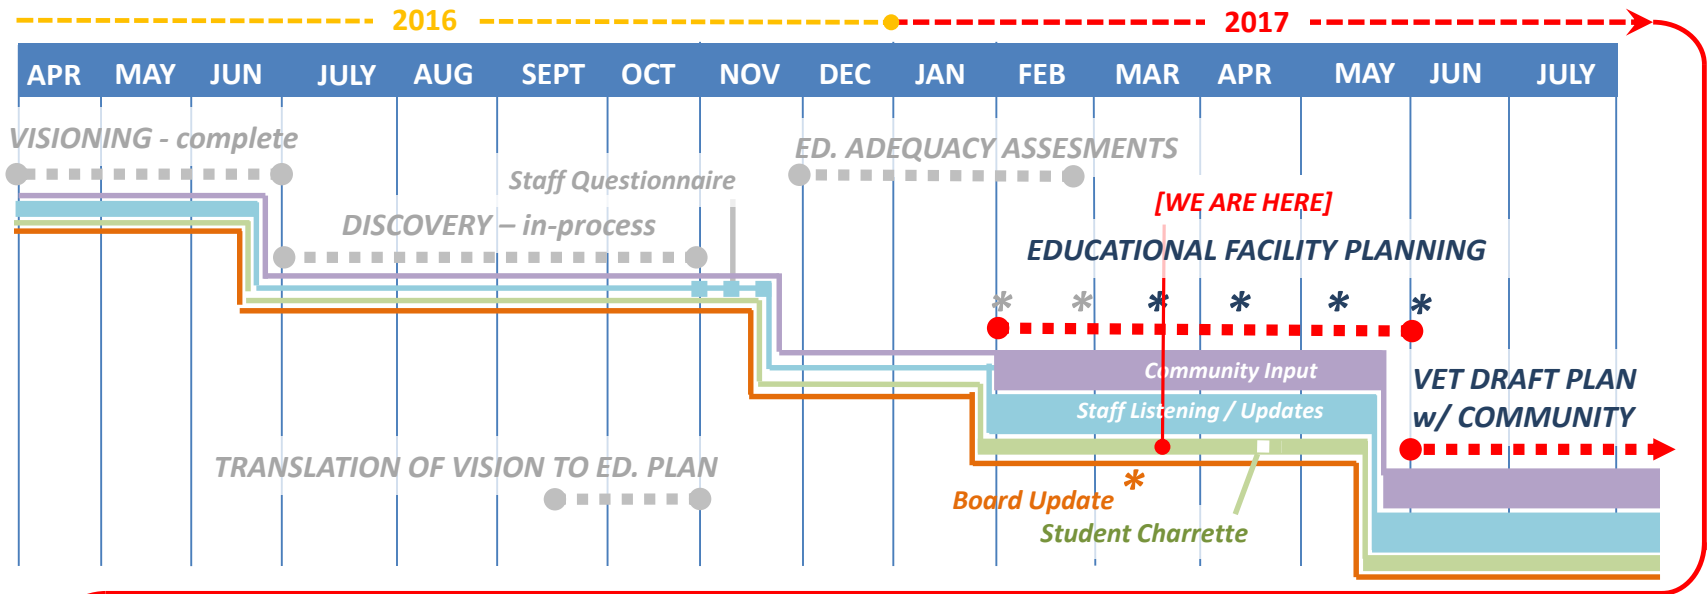 2016
2017
APR MAY JUN JULY AUG SEPT OCT NOV DEC JAN FEB MAR APR MAY JUN JULY
VISIONING - complete
ED. ADEQUACY ASSESMENTS
Staff Questionnaire
[WE ARE HERE]
DISCOVERY – in-process
EDUCATIONAL FACILITY PLANNING
* * * * * *
Community Input
VET DRAFT PLAN
w/ COMMUNITY
Staff Listening / Updates
TRANSLATION OF VISION TO ED. PLAN
Board Update *
Student Charrette